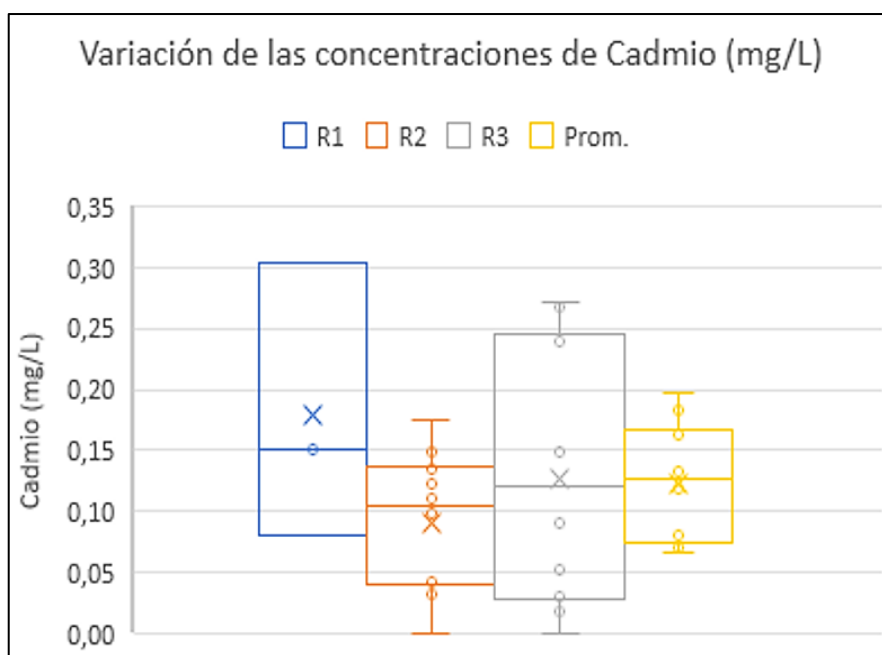 Variación de las concentraciones de Cadmio (mg/L)
R1 R2 R3 Prom.
0,35
0,30
0,25
0,20
0,15
0,10
0,05
0,00
Cadmio (mg/L)